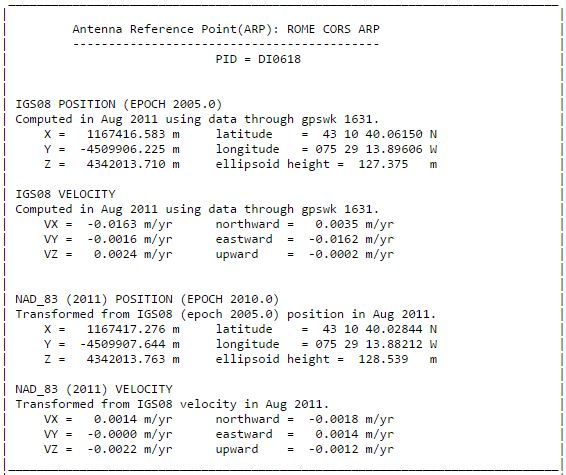 Antenna Reference Point(ARP): ROME CORS ARP
-----------------------------------------
PID = DI0618
IGS08 POSITION (EPOCH 2005.0)
Computed in Aug 2011 using data through gpswk 1631.
X = 1167416.583 m latitude = 43 10 40.06150 N
Y = -4509906.225 m longitude = 075 29 13.89606 W
Z = 4342013.710 m ellipsoid height = 127.375 m
IGS08 VELOCITY
Computed in Aug 2011 using data through gpswk 1631.
VX = -0.0163 m/yr northward = 0.0035 m/yr
VY = -0.0016 m/yr eastward = -0.0162 m/yr
VZ = 0.0024 m/yr upward = -0.0002 m/yr
NAD_83 (2011) POSITION (EPOCH 2010.0)
Transformed from IGS08 (epoch 2005.0) position in Aug 2011.
X = 1167417.276 m latitude = 43 10 40.02844 N
Y = -4509907.644 m longitude = 075 29 13.88212 W
Z = 4342013.763 m ellipsoid height = 128.539 m
NAD_83 (2011) VELOCITY
Transformed from IGS08 velocity in Aug 2011.
VX = 0.0014 m/yr northward = -0.0018 m/yr
VY = -0.0000 m/yr eastward = 0.0014 m/yr
VZ = -0.0022 m/yr upward = -0.0012 m/yr